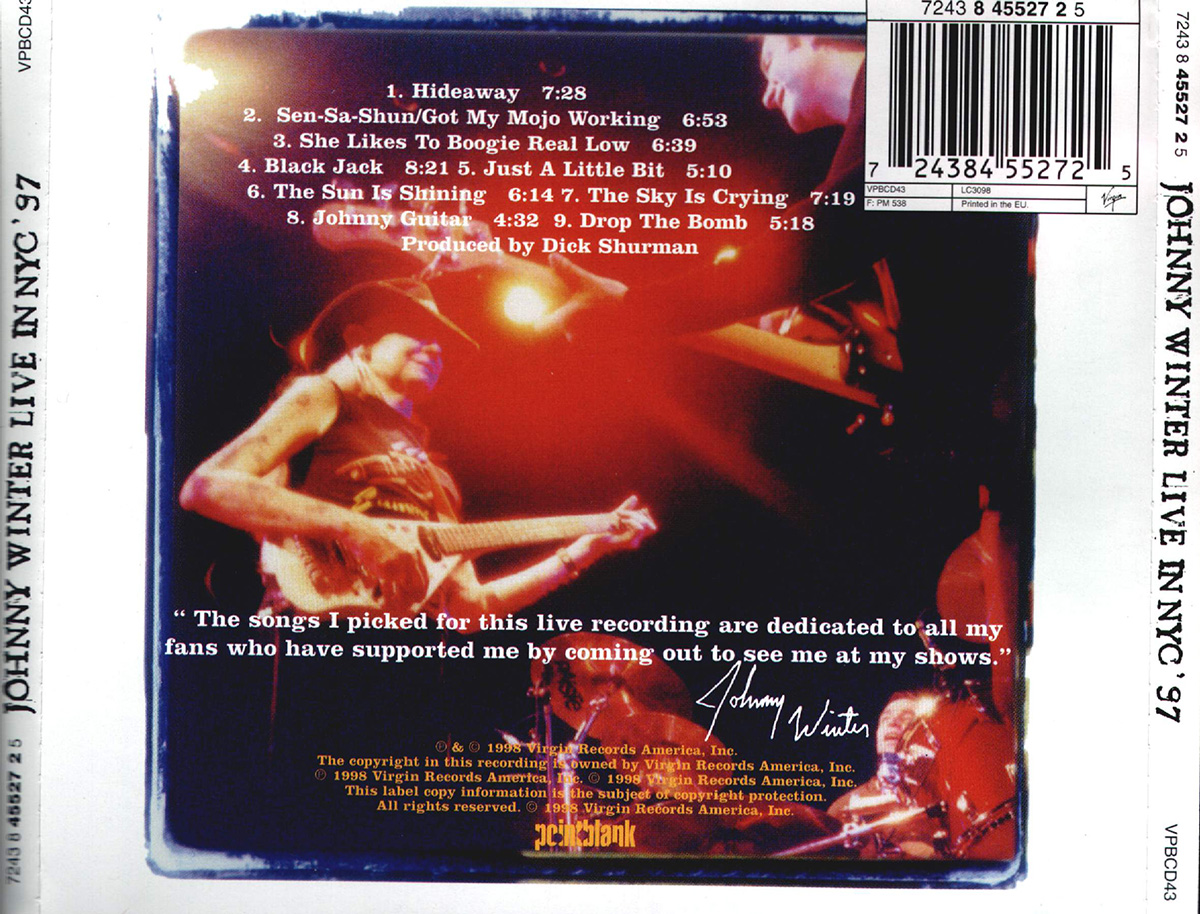 VPBCD43
JOHNNY WINTER LIVE IN NYC '97
7243 8 45527 2 5
1. Hideaway 7:28
2. Sen-Sa-Shun/Got My Mojo Working 6:53
3. She Likes To Boogie Real Low 6:39
4. Black Jack 8:21 5. Just A Little Bit 5:10
6. The Sun Is Shining 6:14 7. The Sky Is Crying 7:19
8. Johnny Guitar 4:32 9. Drop The Bomb 5:18
Produced by Dick Shurman
7243 8 45527 2 5
7 24384 55272 5
VPBCD43 LC3098
F: PM 538 Printed in the EU.
Virgin
“ The songs I picked for this live recording are dedicated to all my
fans who have supported me by coming out to see me at my shows.”
Johnny Winter
℗ & © 1998 Virgin Records America, Inc.
The copyright in this recording is owned by Virgin Records America, Inc.
℗ 1998 Virgin Records America, Inc. © 1998 Virgin Records America, Inc.
This label copy information is the subject of copyright protection.
All rights reserved. © 1998 Virgin Records America, Inc.
pointblank
7243 8 45527 2 5
JOHNNY WINTER LIVE IN NYC '97
VPBCD43